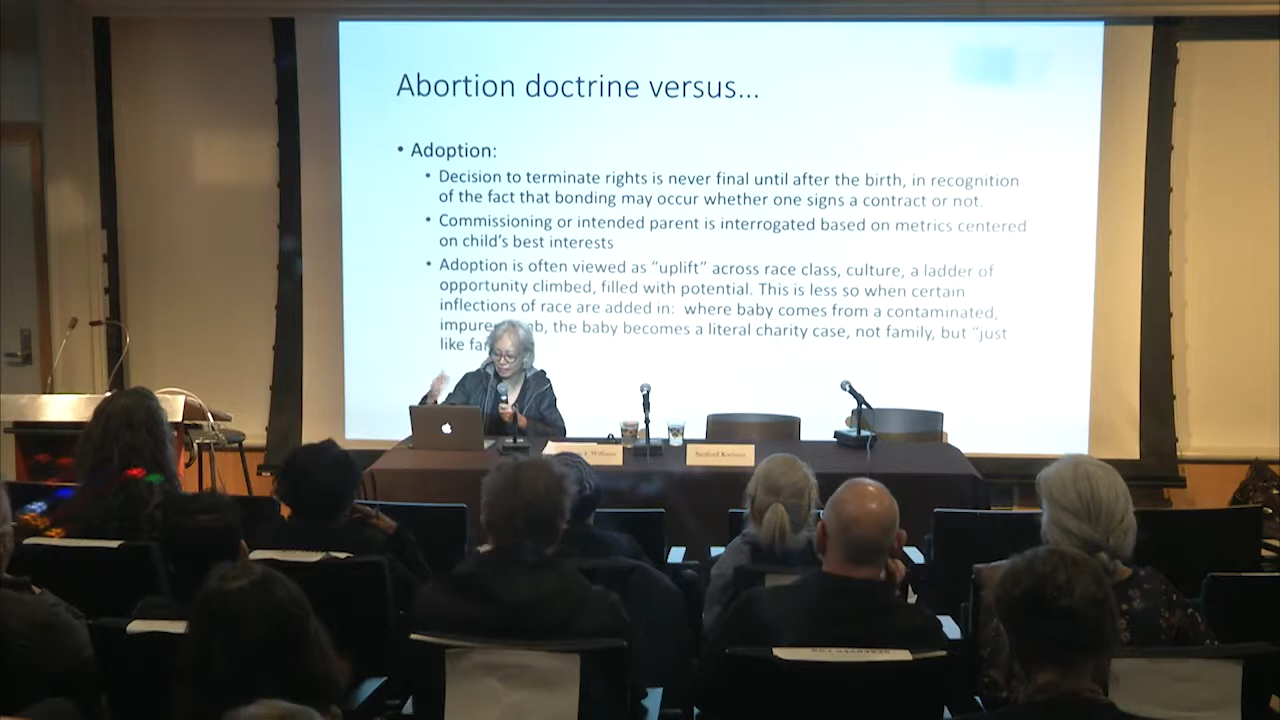 Abortion doctrine versus...
• Adoption:
• Decision to terminate rights is never final until after the birth, in recognition
of the fact that bonding may occur whether one signs a contract or not.
• Commissioning or intended parent is interrogated based on metrics centered
on child's best interests
• Adoption is often viewed as "uplift" across race class, culture, a ladder of
opportunity climbed, filled with potential. This is less so when certain
inflections of race are added in: where baby comes from a contaminated,
the baby becomes a literal charity case, not family, but "just
like
J. Williams
Sanford Kwinter